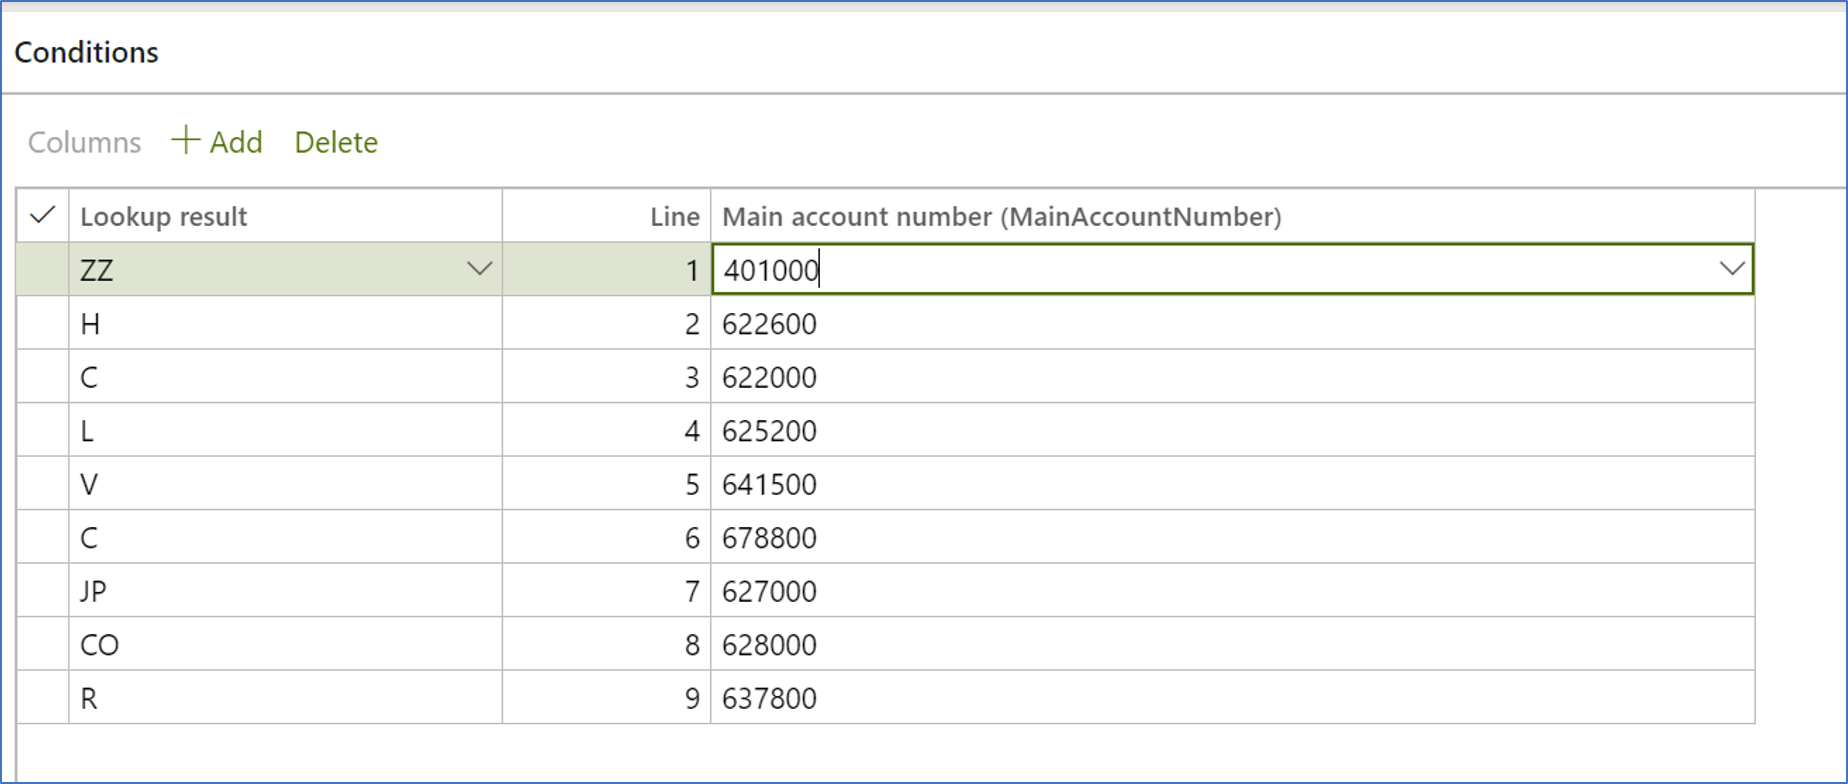 Conditions
Columns + Add Delete
Lookup result Line Main account number (MainAccountNumber)
ZZ 1 401000
H 2 622600
C 3 622000
L 4 625200
V 5 641500
C 6 678800
JP 7 627000
CO 8 628000
R 9 637800